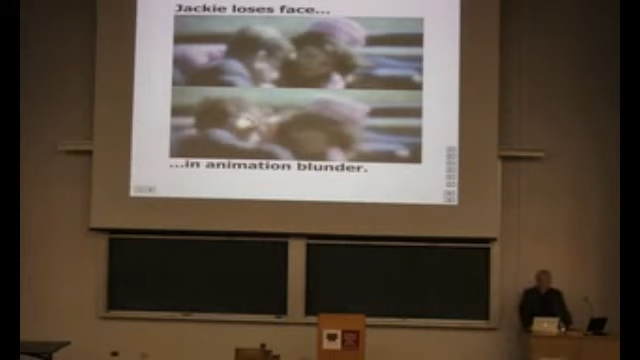 Jackie loses face...
...in animation blunder.